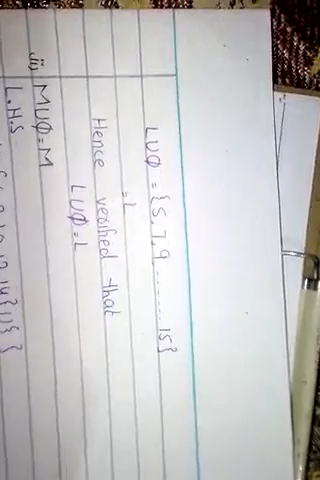 LUΦ = {5,7,9 ........ 15}
= L
Hence verified that
LUΦ = L
iii) MUΦ = M
L.H.S